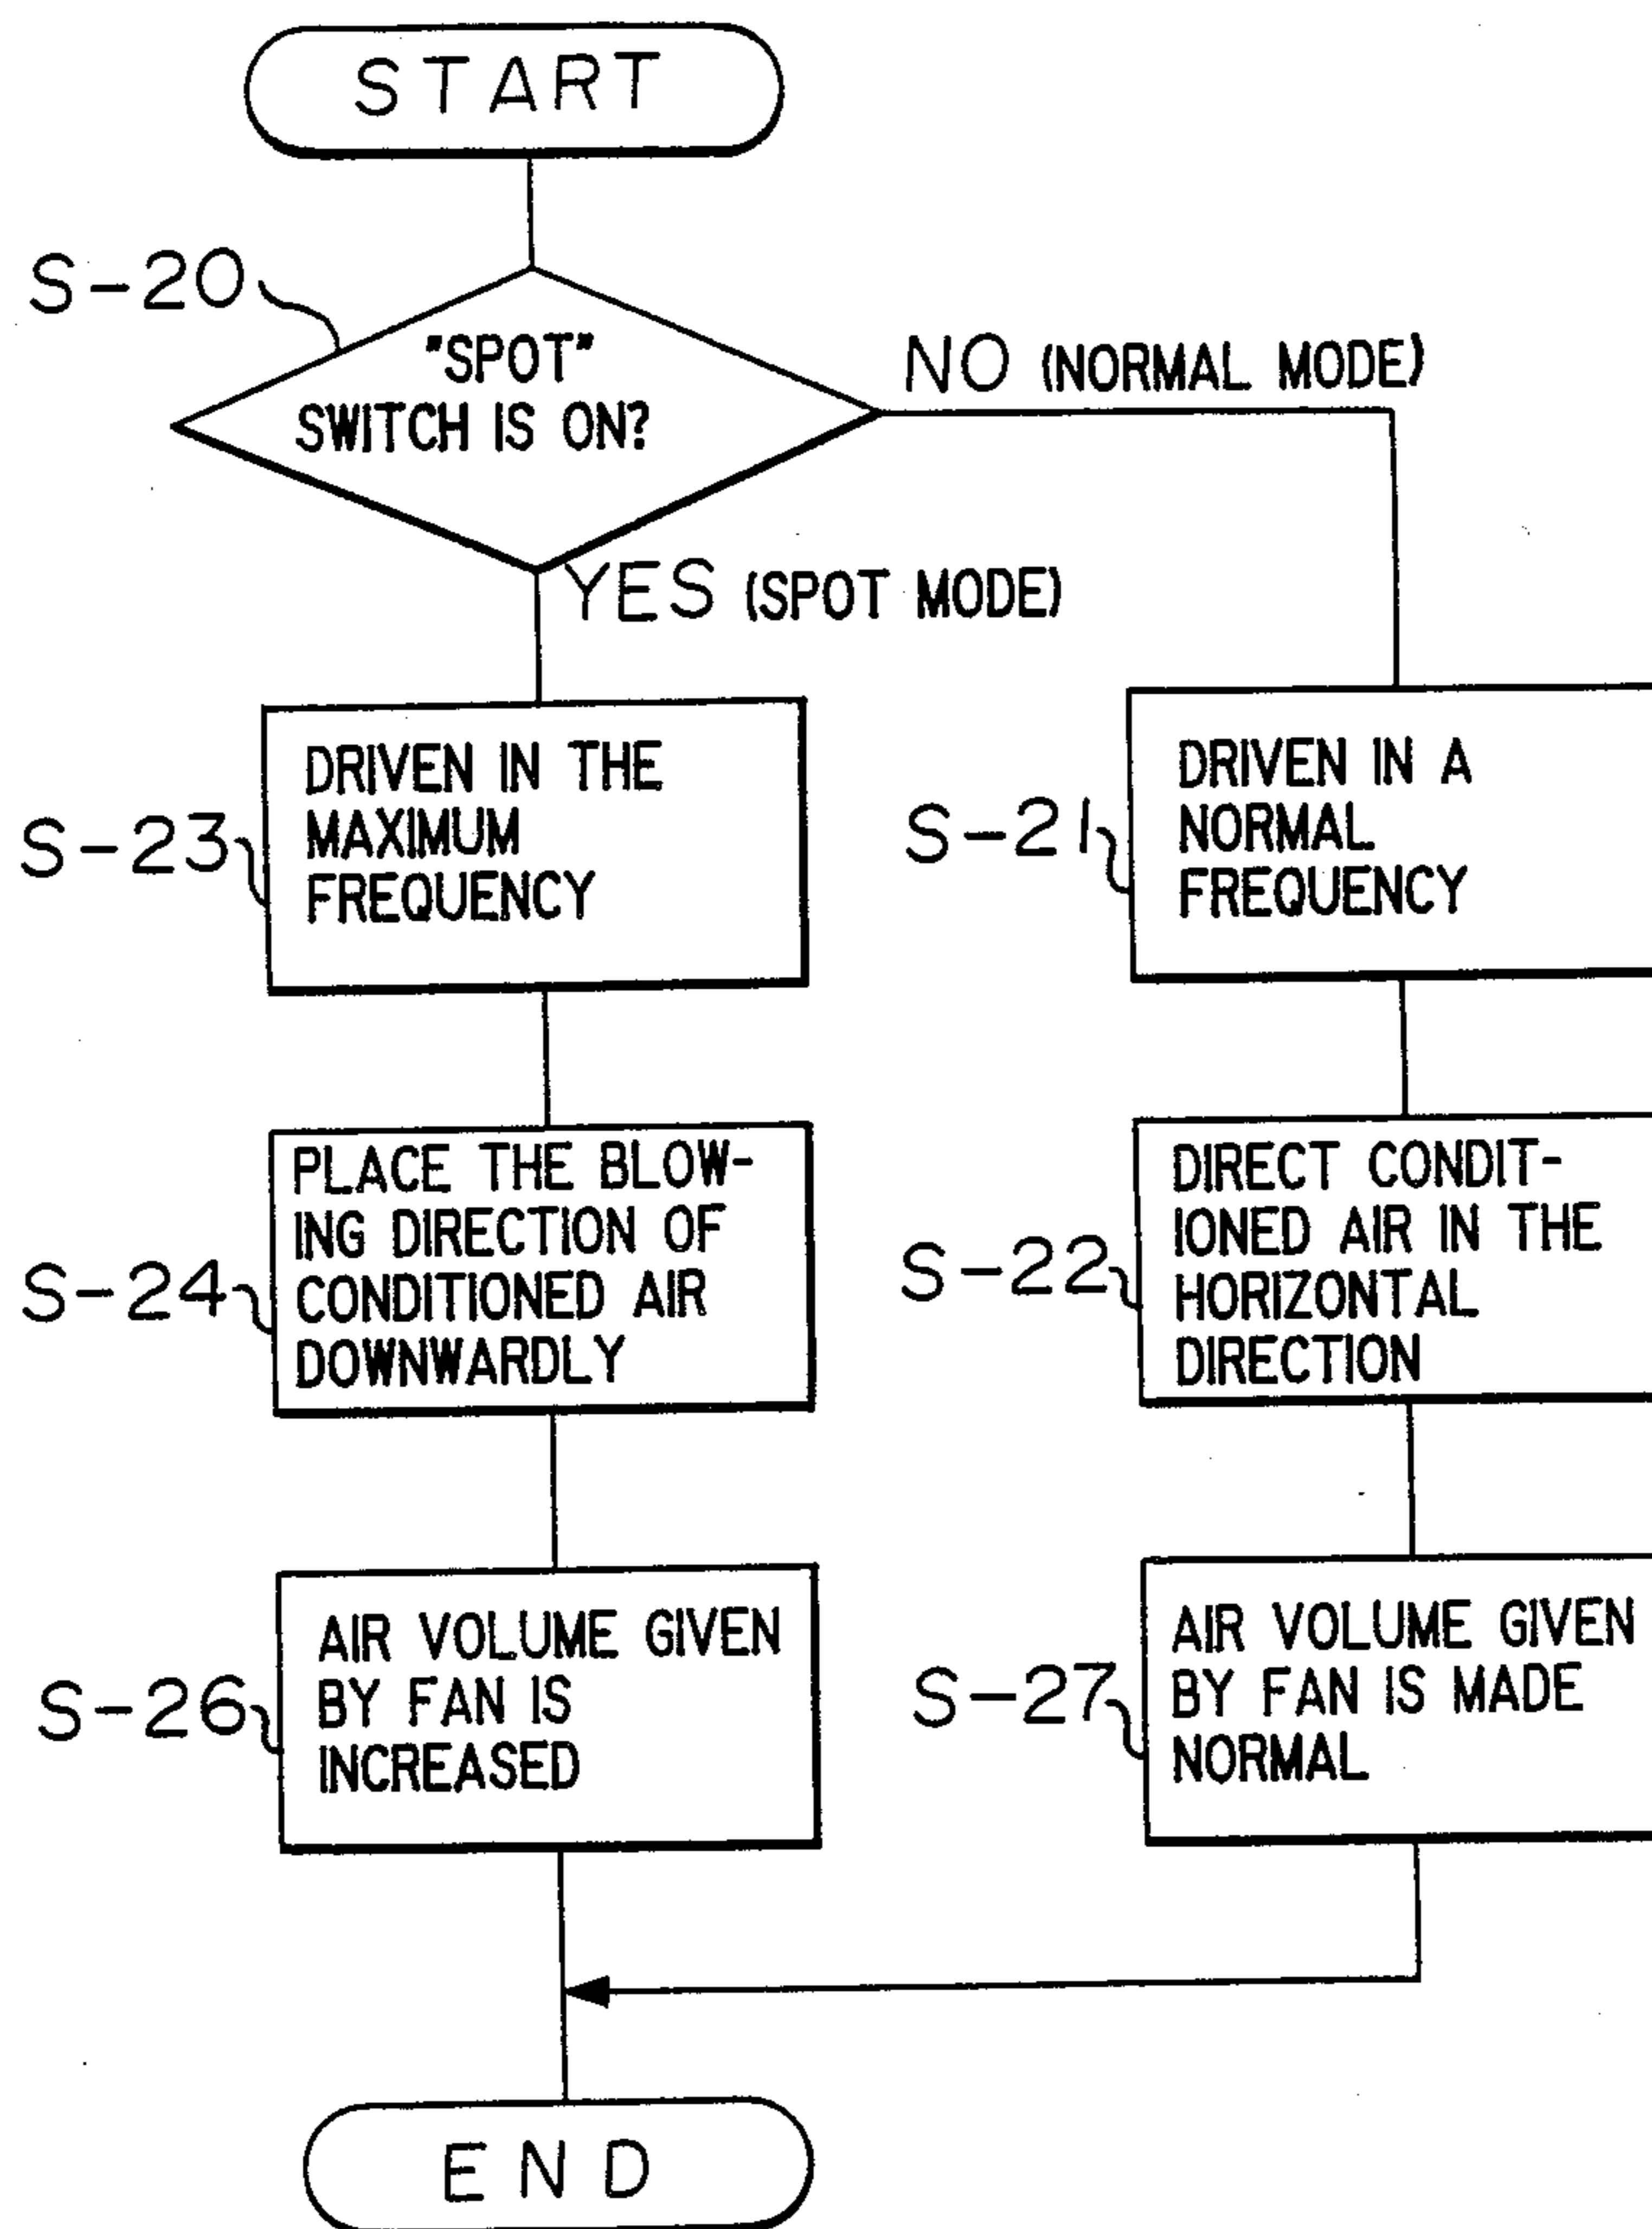 START
S-20
"SPOT"
SWITCH IS ON?
NO (NORMAL MODE)
YES (SPOT MODE)
S-23
DRIVEN IN THE
MAXIMUM
FREQUENCY
S-21
DRIVEN IN A
NORMAL
FREQUENCY
S-24
PLACE THE BLOW-
ING DIRECTION OF
CONDITIONED AIR
DOWNWARDLY
S-22
DIRECT CONDIT-
IONED AIR IN THE
HORIZONTAL
DIRECTION
S-26
AIR VOLUME GIVEN
BY FAN IS
INCREASED
S-27
AIR VOLUME GIVEN
BY FAN IS MADE
NORMAL
END